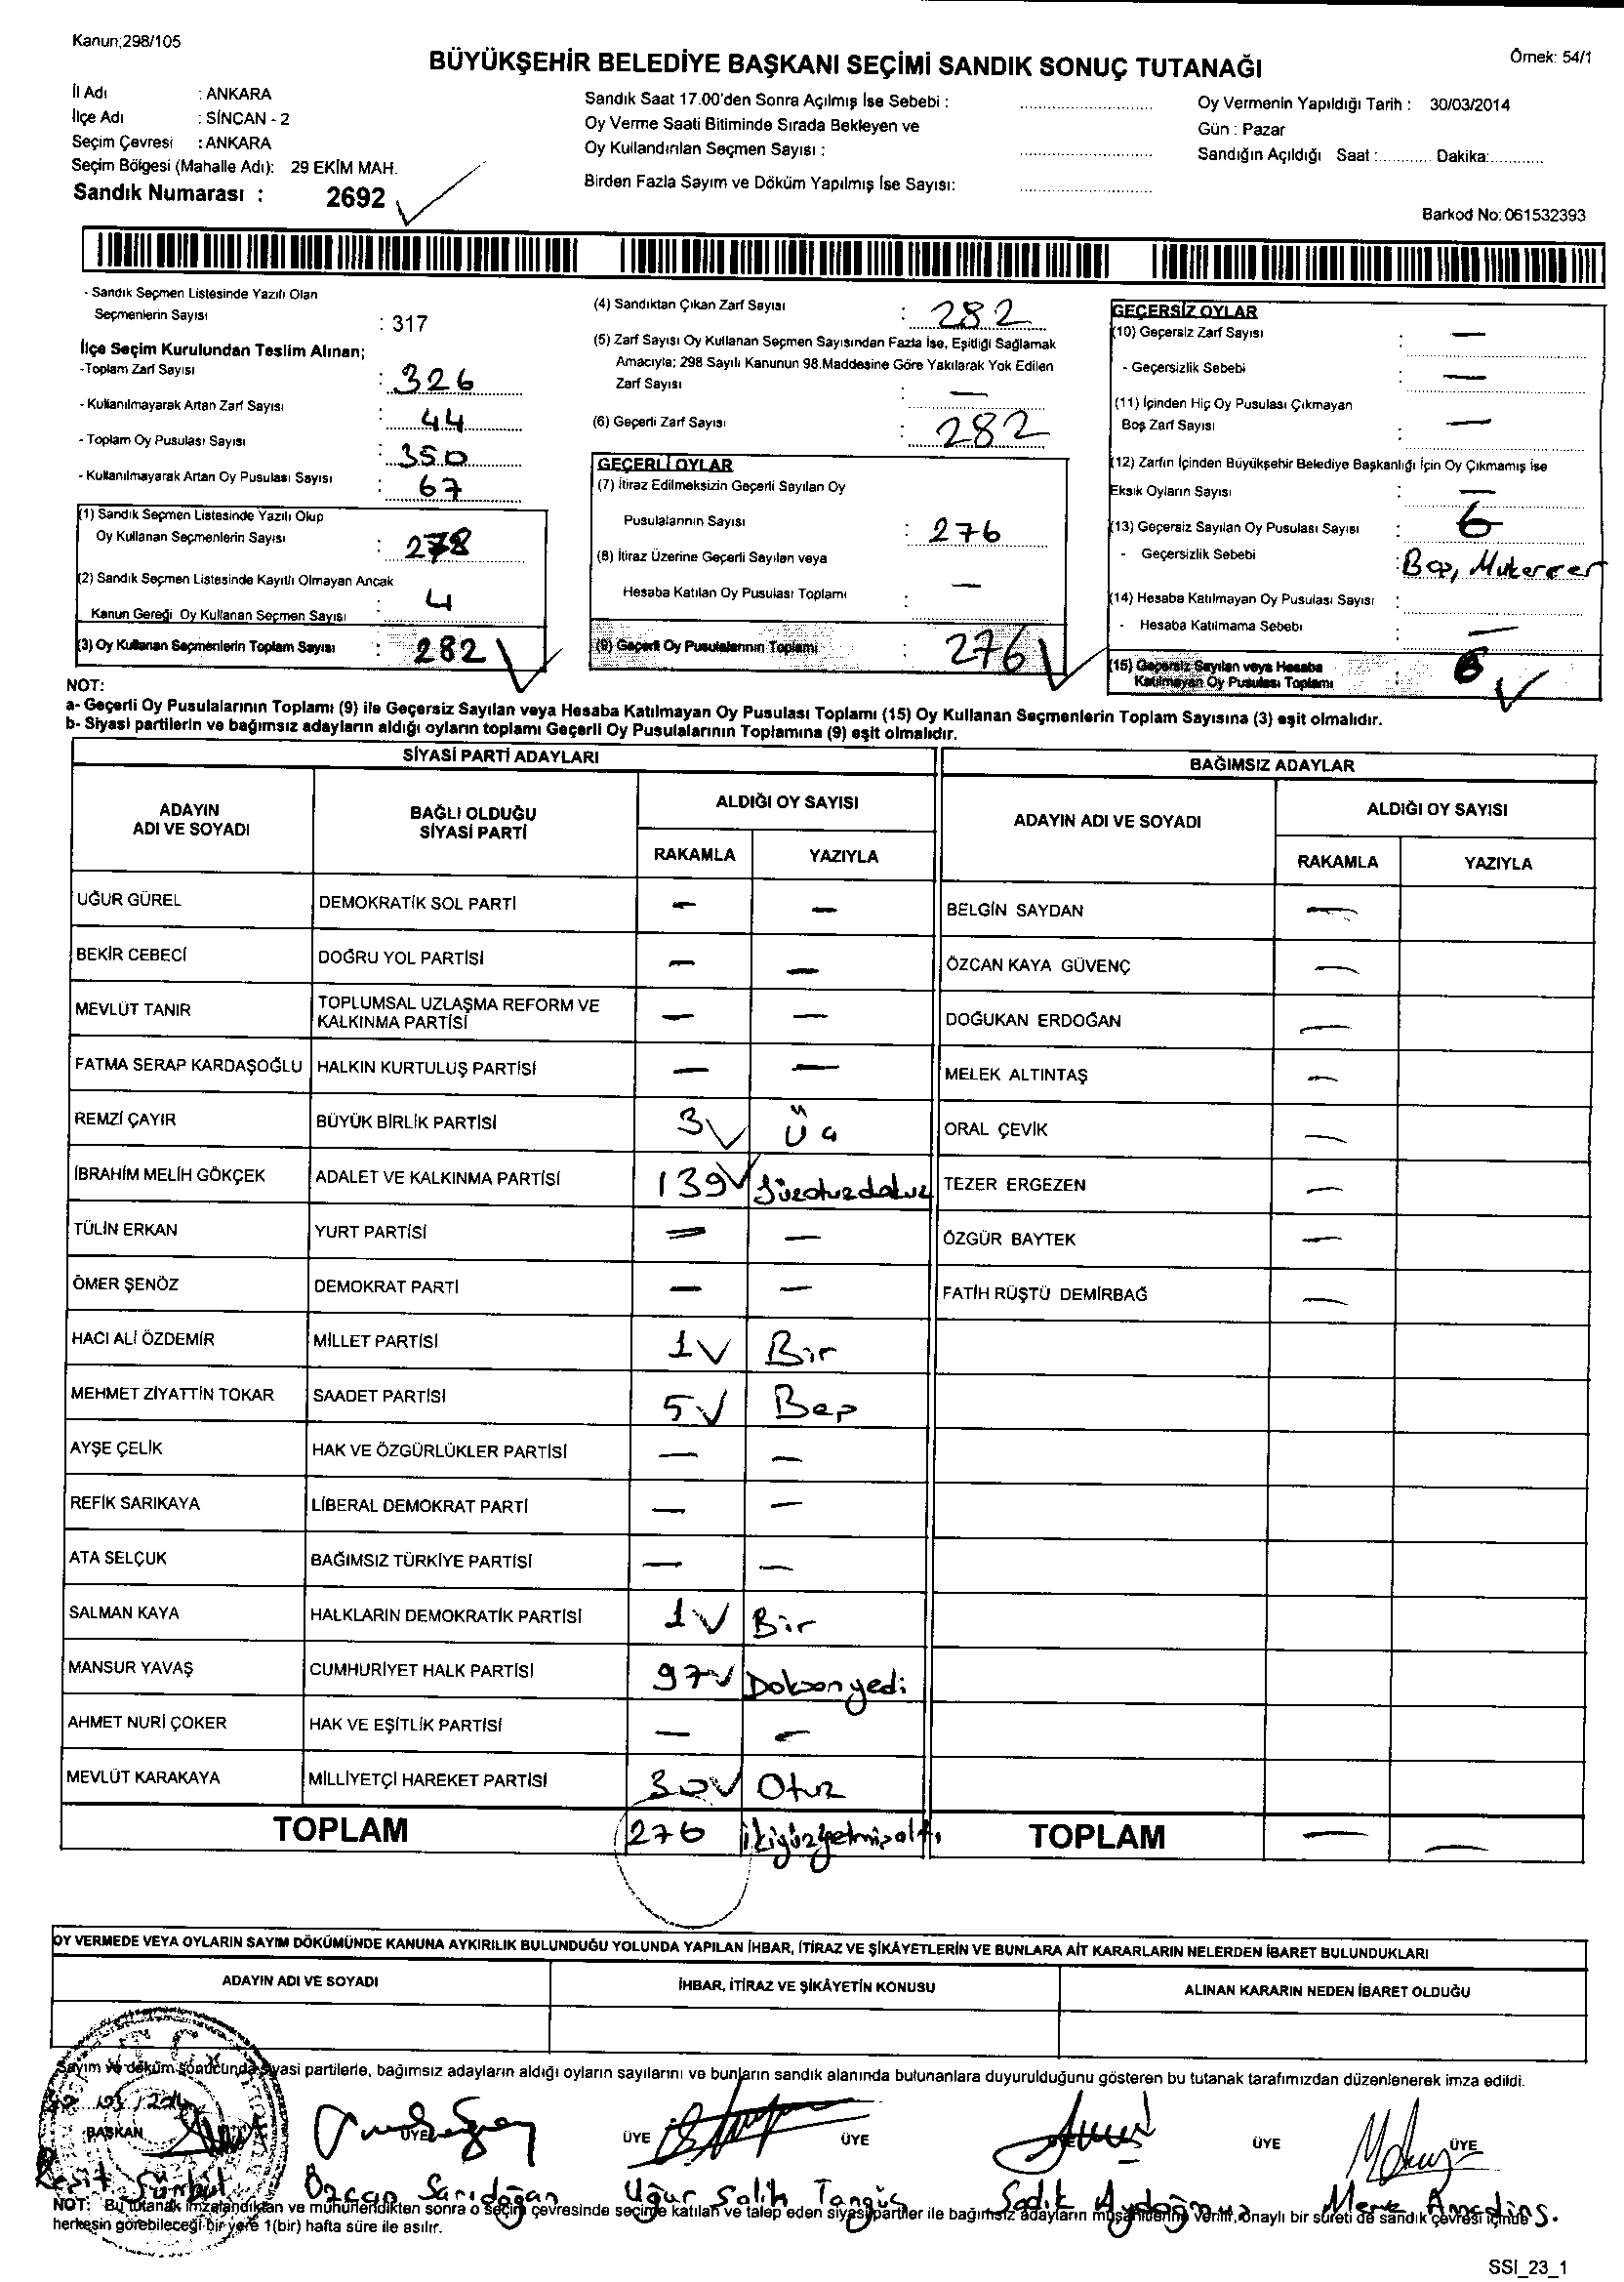 Kanun;298/105
Örnek: 54/1
BÜYÜKŞEHİR BELEDİYE BAŞKANI SEÇİMİ SANDIK SONUÇ TUTANAĞI
İl Adı : ANKARA
İlçe Adı : SİNCAN - 2
Seçim Çevresi : ANKARA
Seçim Bölgesi (Mahalle Adı): 29 EKİM MAH.
Sandık Numarası : 2692
Sandık Saat 17.00'den Sonra Açılmış İse Sebebi :
Oy Verme Saati Bitiminde Sırada Bekleyen ve
Oy Kullandırılan Seçmen Sayısı :
Birden Fazla Sayım ve Döküm Yapılmış İse Sayısı:
Oy Vermenin Yapıldığı Tarih : 30/03/2014
Gün : Pazar
Sandığın Açıldığı Saat :............ Dakika:............
Barkod No: 061532393
- Sandık Seçmen Listesinde Yazılı Olan
Seçmenlerin Sayısı : 317
İlçe Seçim Kurulundan Teslim Alınan;
-Toplam Zarf Sayısı : 326
- Kullanılmayarak Artan Zarf Sayısı : 44
- Toplam Oy Pusulası Sayısı : 350
- Kullanılmayarak Artan Oy Pusulası Sayısı : 67
(1) Sandık Seçmen Listesinde Yazılı Olup
Oy Kullanan Seçmenlerin Sayısı : 278
(2) Sandık Seçmen Listesinde Kayıtlı Olmayan Ancak
Kanun Gereği Oy Kullanan Seçmen Sayısı : 4
(3) Oy Kullanan Seçmenlerin Toplam Sayısı : 282
(4) Sandıktan Çıkan Zarf Sayısı : 282
(5) Zarf Sayısı Oy Kullanan Seçmen Sayısından Fazla İse, Eşitliği Sağlamak
Amacıyla; 298 Sayılı Kanunun 98.Maddesine Göre Yakılarak Yok Edilen
Zarf Sayısı : —
(6) Geçerli Zarf Sayısı : 282
GEÇERLİ OYLAR
(7) İtiraz Edilmeksizin Geçerli Sayılan Oy
Pusulalarının Sayısı : 276
(8) İtiraz Üzerine Geçerli Sayılan veya
Hesaba Katılan Oy Pusulası Toplamı : —
(9) Geçerli Oy Pusulalarının Toplamı : 276
GEÇERSİZ OYLAR
(10) Geçersiz Zarf Sayısı : —
- Geçersizlik Sebebi : —
(11) İçinden Hiç Oy Pusulası Çıkmayan
Boş Zarf Sayısı : —
(12) Zarfın İçinden Büyükşehir Belediye Başkanlığı İçin Oy Çıkmamış İse
Eksik Oyların Sayısı : —
(13) Geçersiz Sayılan Oy Pusulası Sayısı : 6
- Geçersizlik Sebebi : Boş, Mükerrer
(14) Hesaba Katılmayan Oy Pusulası Sayısı :
- Hesaba Katılmama Sebebi : —
(15) Geçersiz Sayılan veya Hesaba
Katılmayan Oy Pusulası Toplamı : 6
NOT:
a- Geçerli Oy Pusulalarının Toplamı (9) ile Geçersiz Sayılan veya Hesaba Katılmayan Oy Pusulası Toplamı (15) Oy Kullanan Seçmenlerin Toplam Sayısına (3) eşit olmalıdır.
b- Siyasi partilerin ve bağımsız adayların aldığı oyların toplamı Geçerli Oy Pusulalarının Toplamına (9) eşit olmalıdır.
SİYASİ PARTİ ADAYLARI
ADAYIN ADI VE SOYADI BAĞLI OLDUĞU SİYASİ PARTİ ALDIĞI OY SAYISI
RAKAMLA YAZIYLA
UĞUR GÜREL DEMOKRATİK SOL PARTİ — —
BEKİR CEBECİ DOĞRU YOL PARTİSİ — —
MEVLÜT TANIR TOPLUMSAL UZLAŞMA REFORM VE KALKINMA PARTİSİ — —
FATMA SERAP KARDAŞOĞLU HALKIN KURTULUŞ PARTİSİ — —
REMZİ ÇAYIR BÜYÜK BİRLİK PARTİSİ 3 Üç
İBRAHİM MELİH GÖKÇEK ADALET VE KALKINMA PARTİSİ 139 Yüzotuzdokuz
TÜLİN ERKAN YURT PARTİSİ — —
ÖMER ŞENÖZ DEMOKRAT PARTİ — —
HACI ALİ ÖZDEMİR MİLLET PARTİSİ 1 Bir
MEHMET ZİYATTİN TOKAR SAADET PARTİSİ 5 Beş
AYŞE ÇELİK HAK VE ÖZGÜRLÜKLER PARTİSİ — —
REFİK SARIKAYA LİBERAL DEMOKRAT PARTİ — —
ATA SELÇUK BAĞIMSIZ TÜRKİYE PARTİSİ — —
SALMAN KAYA HALKLARIN DEMOKRATİK PARTİSİ 1 Bir
MANSUR YAVAŞ CUMHURİYET HALK PARTİSİ 97 Doksanyedi
AHMET NURİ ÇOKER HAK VE EŞİTLİK PARTİSİ — —
MEVLÜT KARAKAYA MİLLİYETÇİ HAREKET PARTİSİ 30 Otuz
TOPLAM 276 ikiyüzyetmişaltı
BAĞIMSIZ ADAYLAR
ADAYIN ADI VE SOYADI ALDIĞI OY SAYISI
RAKAMLA YAZIYLA
BELGİN SAYDAN —
ÖZCAN KAYA GÜVENÇ —
DOĞUKAN ERDOĞAN —
MELEK ALTINTAŞ —
ORAL ÇEVİK —
TEZER ERGEZEN —
ÖZGÜR BAYTEK —
FATİH RÜŞTÜ DEMİRBAĞ —
TOPLAM — —
OY VERMEDE VEYA OYLARIN SAYIM DÖKÜMÜNDE KANUNA AYKIRILIK BULUNDUĞU YOLUNDA YAPILAN İHBAR, İTİRAZ VE ŞİKÂYETLERİN VE BUNLARA AİT KARARLARIN NELERDEN İBARET BULUNDUKLARI
ADAYIN ADI VE SOYADI İHBAR, İTİRAZ VE ŞİKÂYETİN KONUSU ALINAN KARARIN NEDEN İBARET OLDUĞU
Sayım ve döküm sonucunda siyasi partilerle, bağımsız adayların aldığı oyların sayılarını ve bunların sandık alanında bulunanlara duyurulduğunu gösteren bu tutanak tarafımızdan düzenlenerek imza edildi.
BAŞKAN ÜYE ÜYE ÜYE ÜYE ÜYE
Reşit Sünbül Özcan Sarıdoğan Uğur Salih Tangüs Sadık Aydoğmuş Merve
NOT: Bu tutanak imzalandıktan ve mühürlendikten sonra o seçim çevresinde seçime katılan ve talep eden siyasi partiler ile bağımsız adayların müşahitlerine verilir, onaylı bir sureti de sandık çevresi içinde
herkesin görebileceği bir yere 1(bir) hafta süre ile asılır.
SSI_23_1